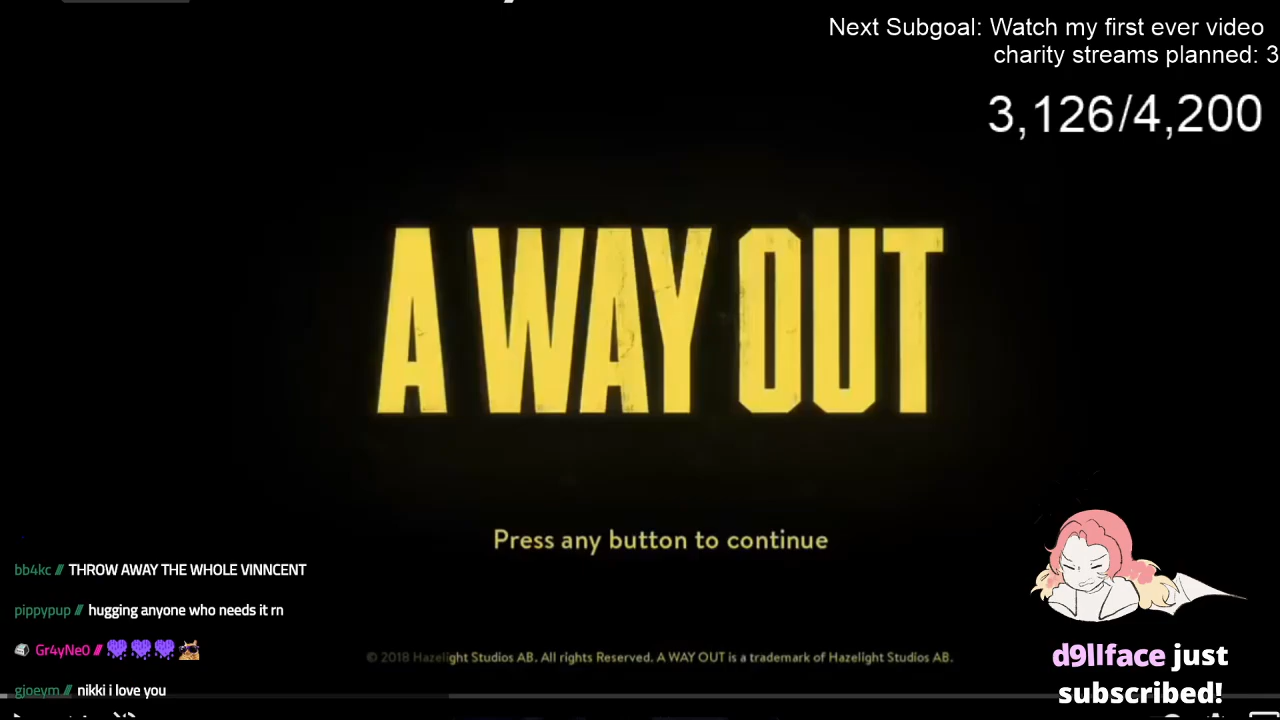 Next Subgoal: Watch my first ever video
charity streams planned: 3
3,126/4,200
A WAY OUT
Press any button to continue
bb4kc // THROW AWAY THE WHOLE VINNCENT
pippypup // hugging anyone who needs it rn
Gr4yNe0 //
gjoeym // nikki i love you
© 2018 Hazelight Studios AB. All rights Reserved. A WAY OUT is a trademark of Hazelight Studios AB.
d9llface just
subscribed!